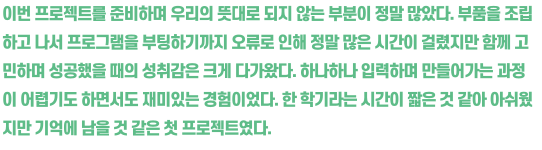 이번 프로젝트를 준비하며 우리의 뜻대로 되지 않는 부분이 정말 많았다. 부품을 조립
하고 나서 프로그램을 부팅하기까지 오류로 인해 정말 많은 시간이 걸렸지만 함께 고
민하며 성공했을 때의 성취감은 크게 다가왔다. 하나하나 입력하며 만들어가는 과정
이 어렵기도 하면서도 재미있는 경험이었다. 한 학기라는 시간이 짧은 것 같아 아쉬웠
지만 기억에 남을 것 같은 첫 프로젝트였다.